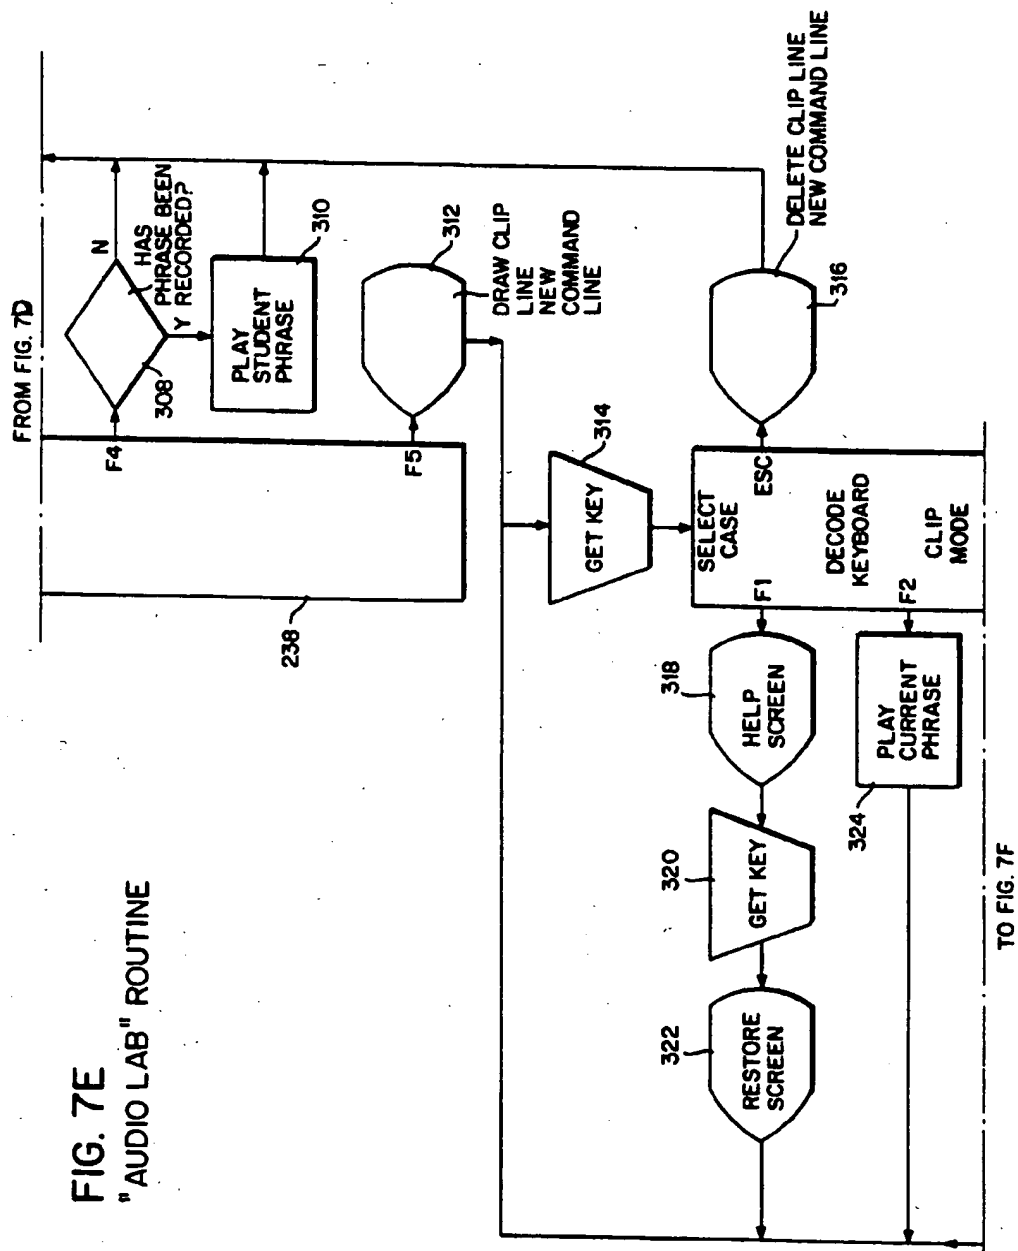 FIG. 7E
"AUDIO LAB" ROUTINE
FROM FIG. 7D
238
F4
308
HAS
PHRASE BEEN
RECORDED?
N
Y
PLAY
STUDENT
PHRASE
310
F5
312
DRAW CLIP
LINE NEW
COMMAND
LINE
GET KEY
314
SELECT
CASE
ESC
DECODE
KEYBOARD
CLIP
MODE
F1
F2
DELETE CLIP LINE
NEW COMMAND LINE
316
HELP
SCREEN
318
GET KEY
320
RESTORE
SCREEN
322
PLAY
CURRENT
PHRASE
324
TO FIG. 7F